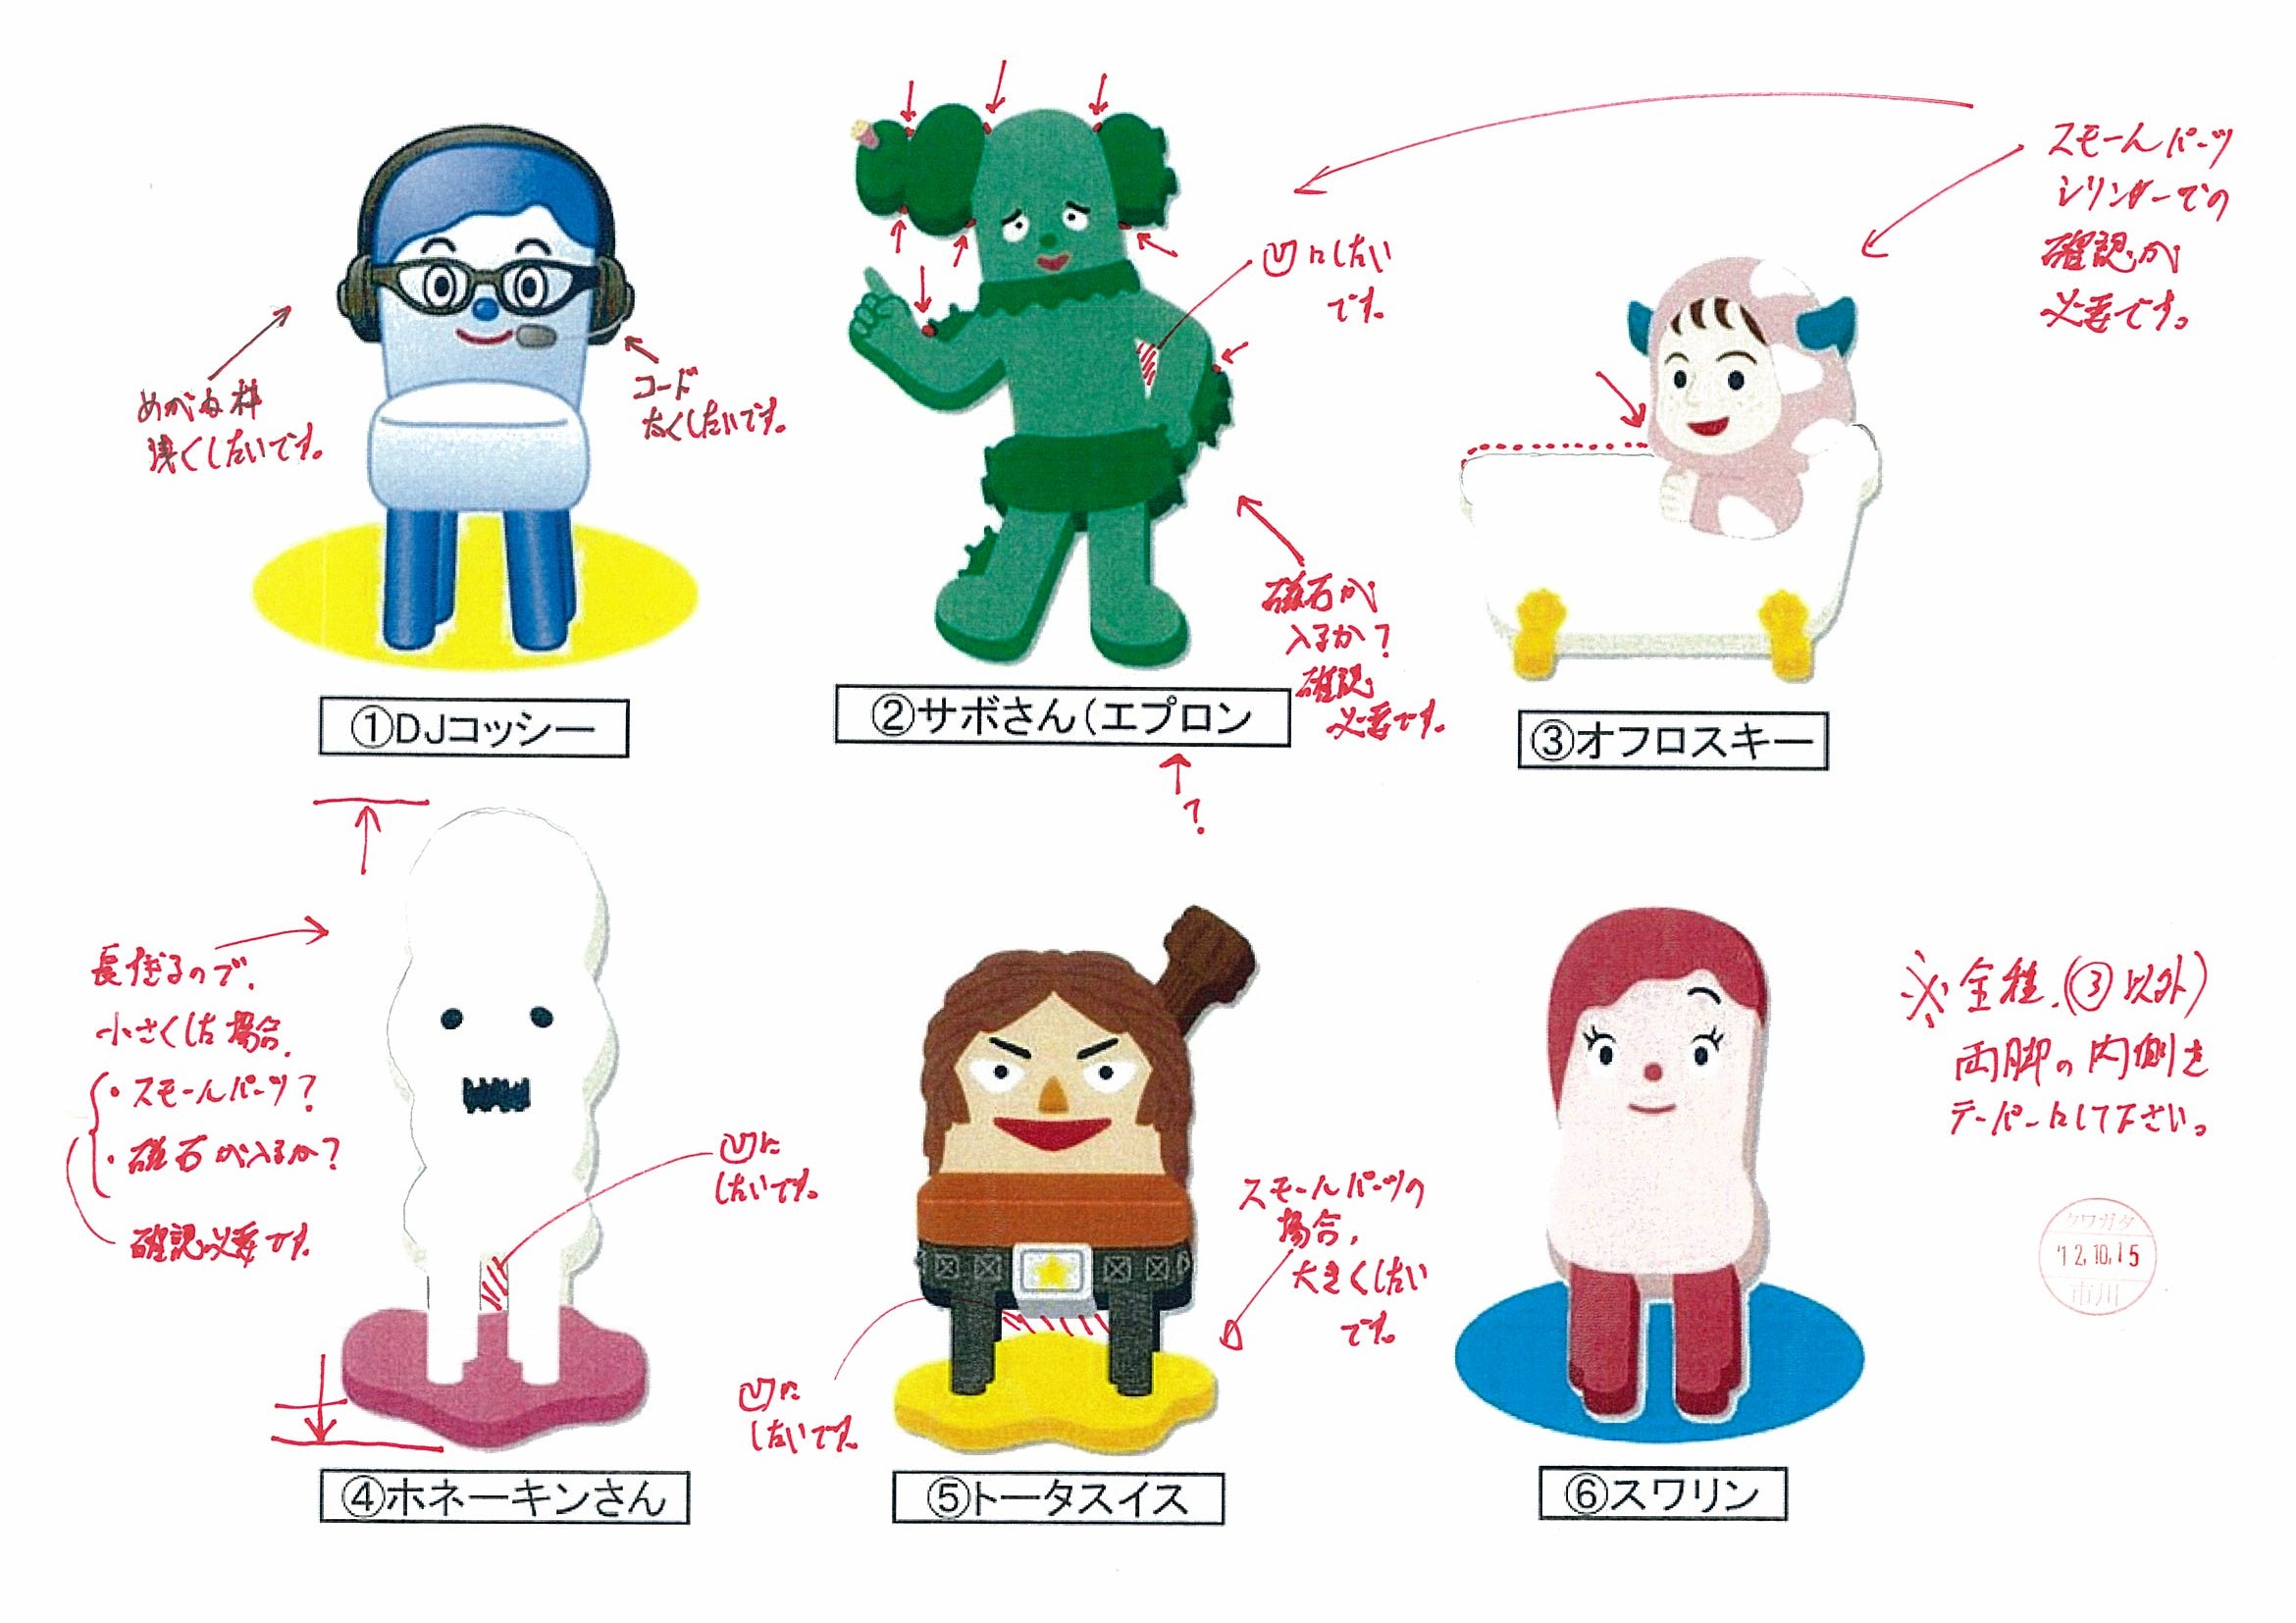 スモールパーツ
シリンダーでの
確認が
必要です。
凹にしたい
です。
めがね枠
浅くしたいです。
コード
太くしたいです。
磁石が
入るか？
確認
必要です。
①DJコッシー
②サボさん(エプロン
③オフロスキー
？
長すぎるので、
小さくした場合、
・スモールパーツ？
・磁石が入るか？
確認必要です。
凹に
したいです。
スモールパーツの
場合，
大きくしたい
です。
凹に
したいです。
※全種.(③以外)
両脚の内側を
テーパーにして下さい。
クワガタ
'12.10.15
市川
④ホネーキンさん
⑤トータスイス
⑥スワリン